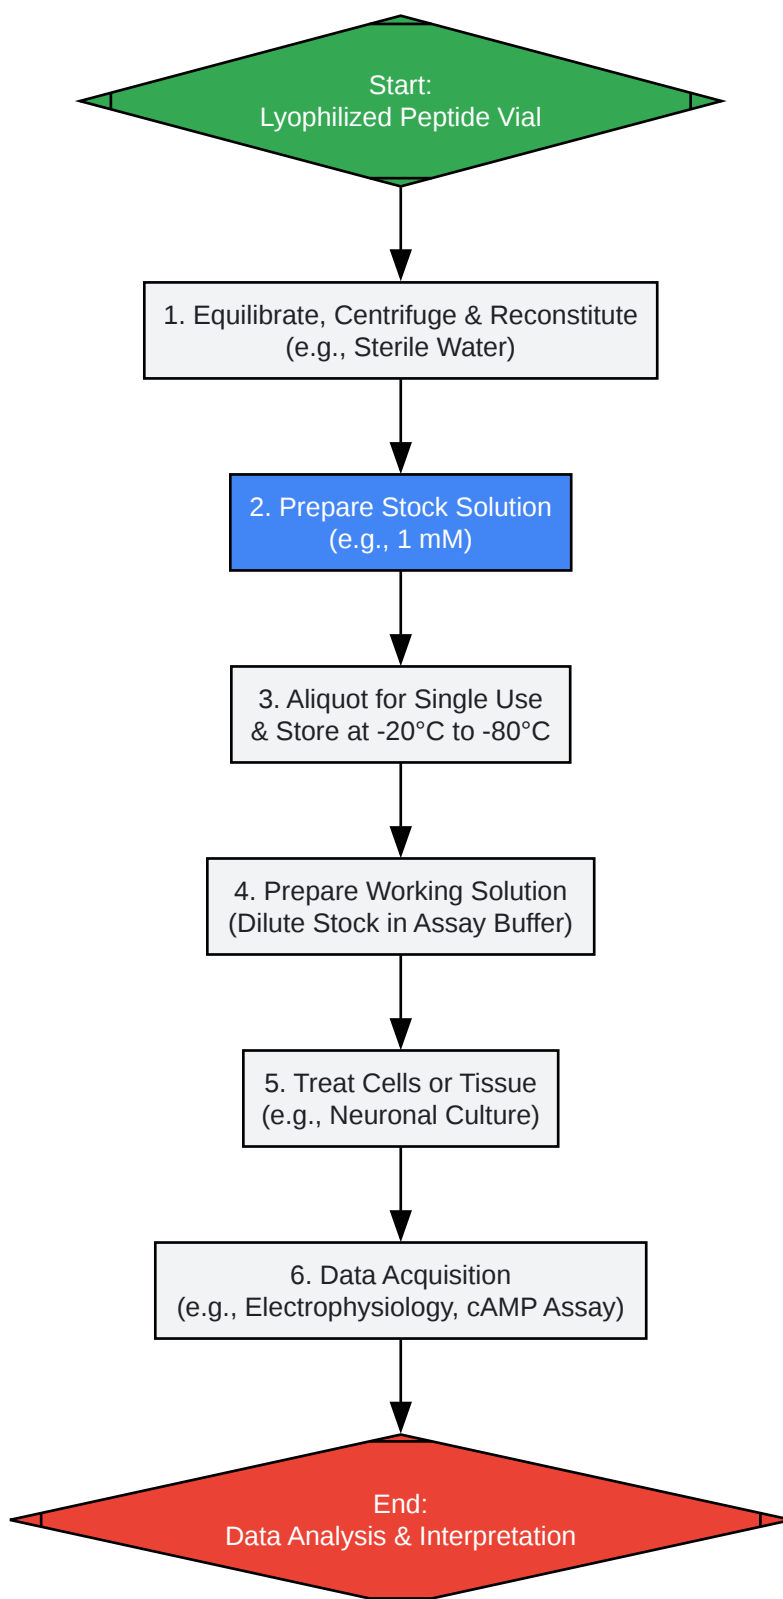 Start:
Lyophilized Peptide Vial
1. Equilibrate, Centrifuge & Reconstitute
(e.g., Sterile Water)
2. Prepare Stock Solution
(e.g., 1 mM)
3. Aliquot for Single Use
& Store at -20°C to -80°C
4. Prepare Working Solution
(Dilute Stock in Assay Buffer)
5. Treat Cells or Tissue
(e.g., Neuronal Culture)
6. Data Acquisition
(e.g., Electrophysiology, cAMP Assay)
End:
Data Analysis & Interpretation